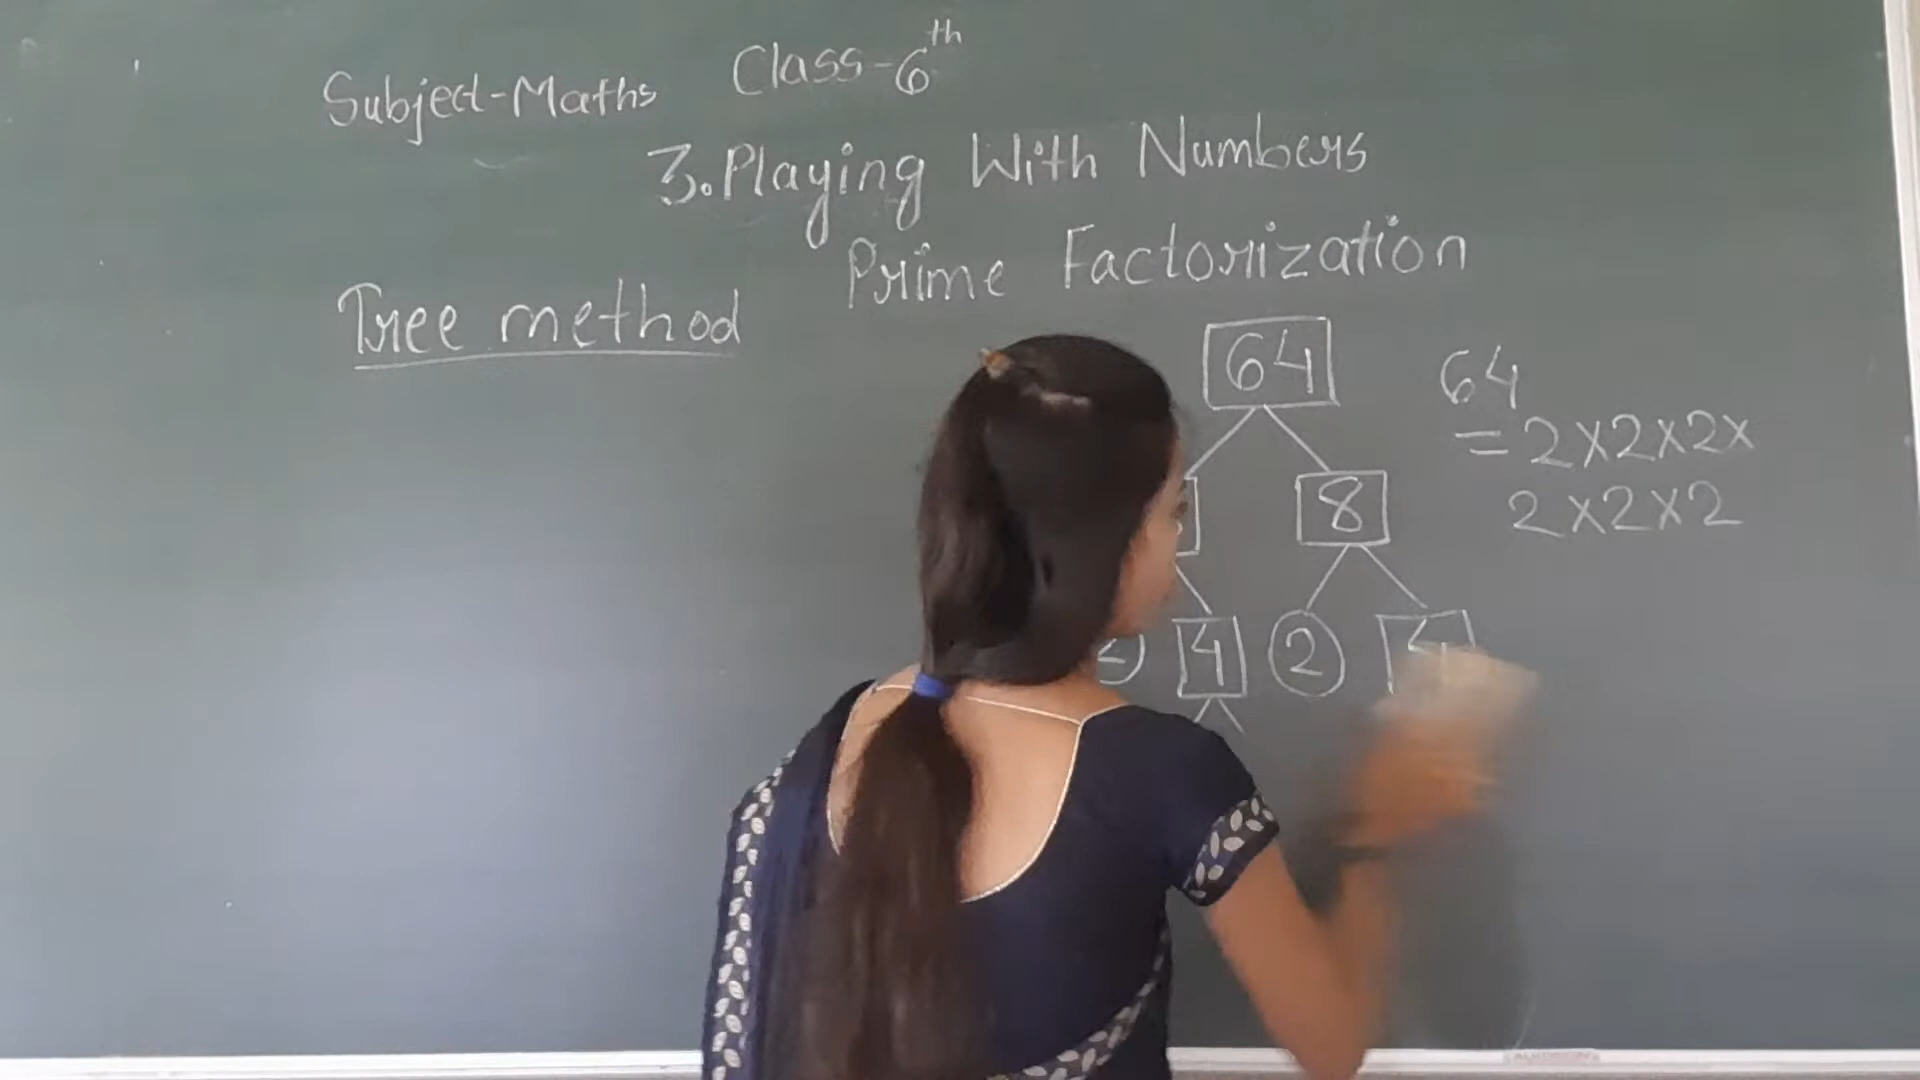 Subject-Maths Class-6th
3. Playing With Numbers
Prime Factorization
Tree method
64
64
= 2x2x2x
8
2x2x2
4 2